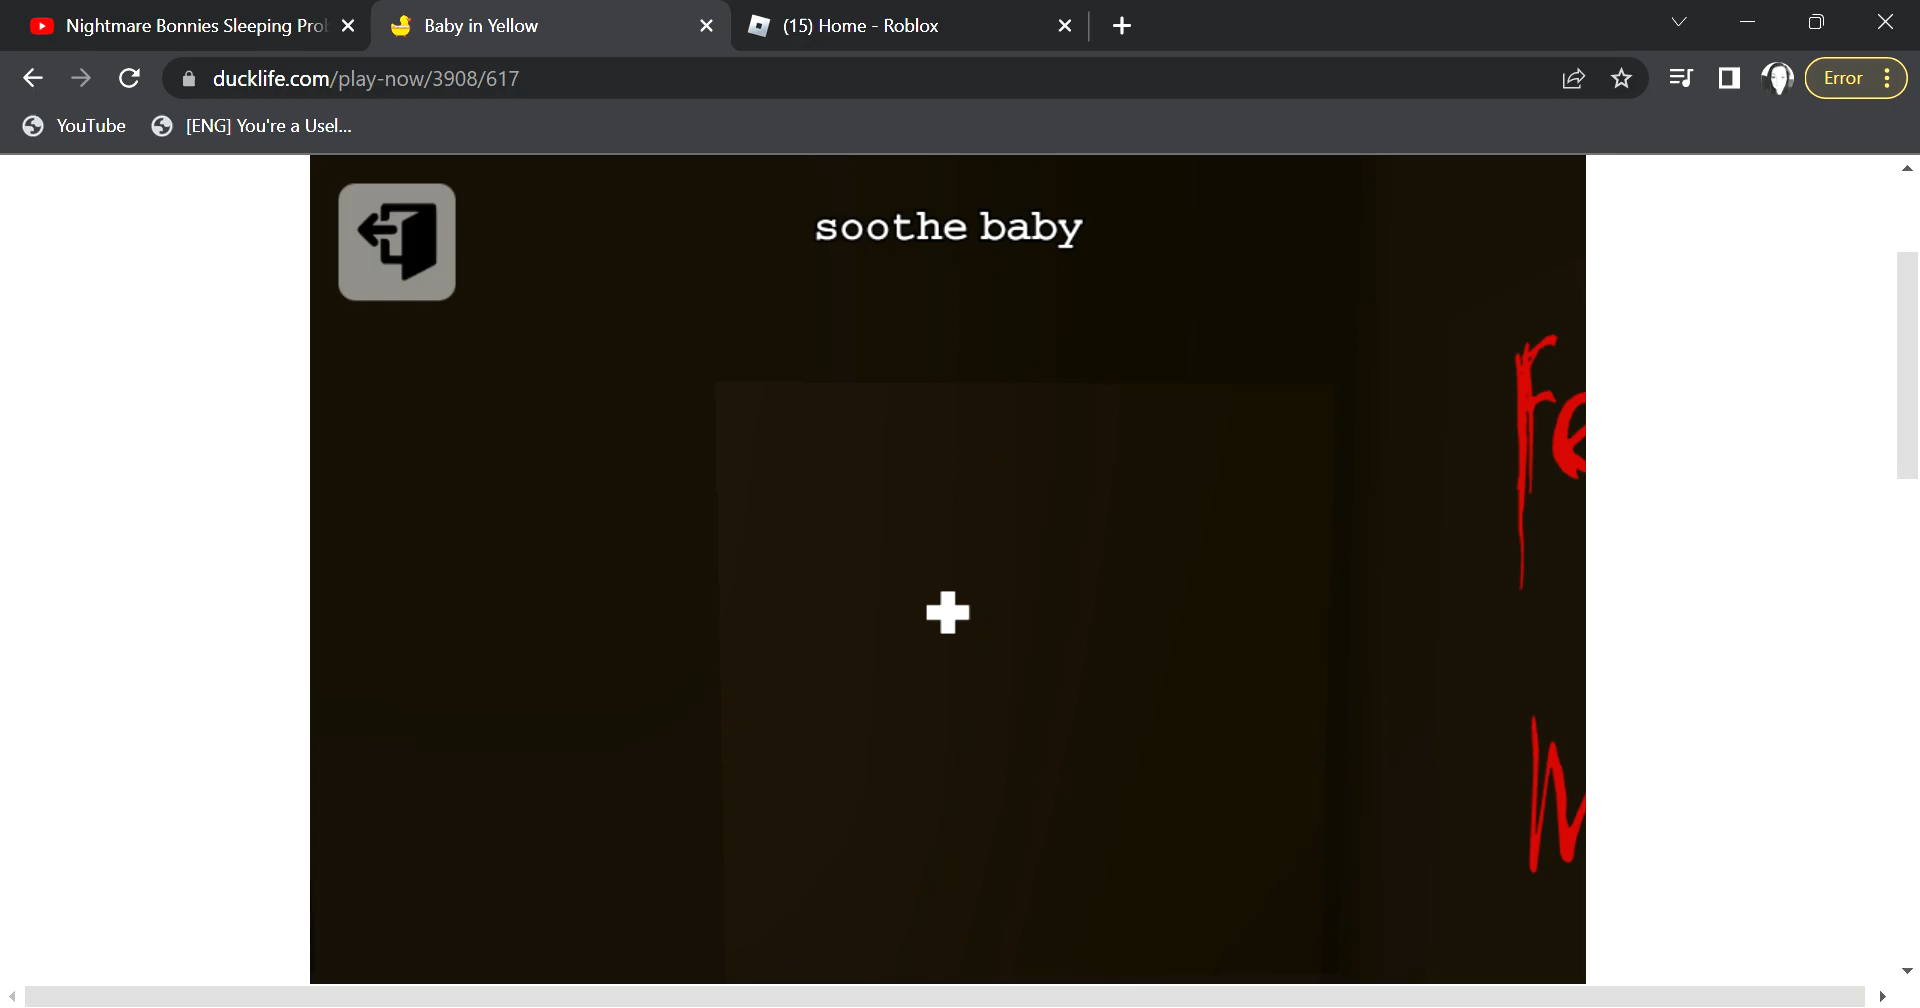 Nightmare Bonnies Sleeping Pro
Baby in Yellow
(15) Home - Roblox
ducklife.com/play-now/3908/617
Error
YouTube
[ENG] You're a Usel...
soothe baby
Fe